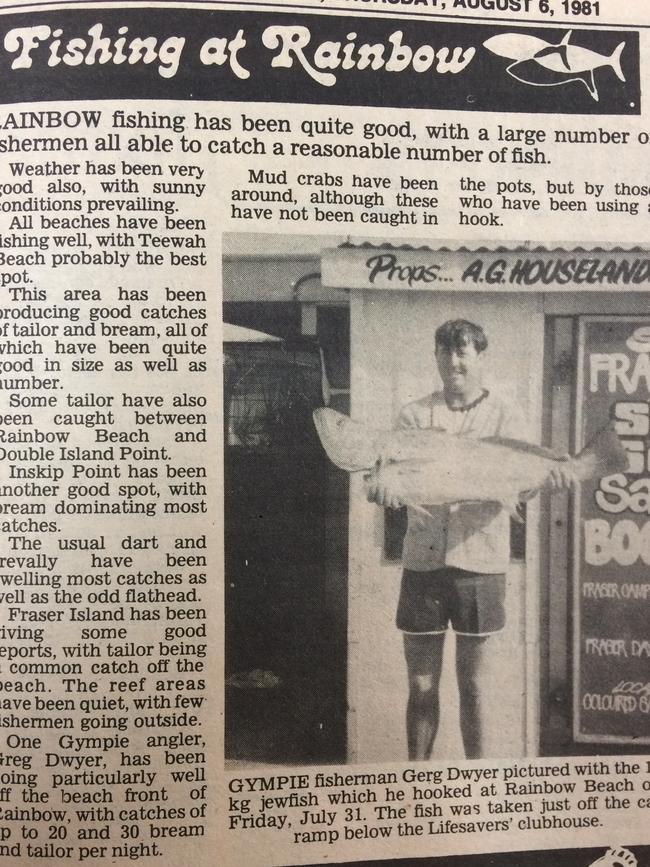 THURSDAY, AUGUST 6, 1981
Fishing at Rainbow
AINBOW fishing has been quite good, with a large number o
shermen all able to catch a reasonable number of fish.
Weather has been very
good also, with sunny
conditions prevailing.
All beaches have been
ishing well, with Teewah
Beach probably the best
pot.
This area has been
producing good catches
of tailor and bream, all of
which have been quite
good in size as well as
number.
Some tailor have also
been caught between
Rainbow Beach and
Double Island Point.
Inskip Point has been
another good spot, with
bream dominating most
catches.
The usual dart and
revally have been
welling most catches as
well as the odd flathead.
Fraser Island has been
iving some good
reports, with tailor being
a common catch off the
beach. The reef areas
have been quiet, with few
ishermen going outside.
One Gympie angler,
Greg Dwyer, has been
oing particularly well
ff the beach front of
Rainbow, with catches of
p to 20 and 30 bream
nd tailor per night.
Mud crabs have been
around, although these
have not been caught in
the pots, but by those
who have been using a
hook.
Props... A.G. HOUSELAND
FRA
BOO
FRASER DA
COLOURED S
GYMPIE fisherman Gerg Dwyer pictured with the 1
kg jewfish which he hooked at Rainbow Beach o
Friday, July 31. The fish was taken just off the ca
ramp below the Lifesavers' clubhouse.